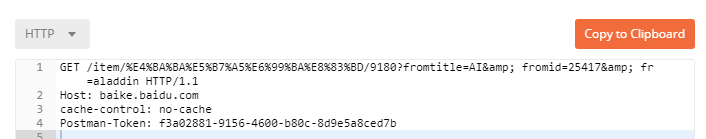 HTTP
Copy to Clipboard
1 GET /item/%E4%BA%BA%E5%B7%A5%E6%99%BA%E8%83%BD/9180?fromtitle=AI&amp; fromid=25417&amp; fr
=aladdin HTTP/1.1
2 Host: baike.baidu.com
3 cache-control: no-cache
4 Postman-Token: f3a02881-9156-4600-b80c-8d9e5a8ced7b
5